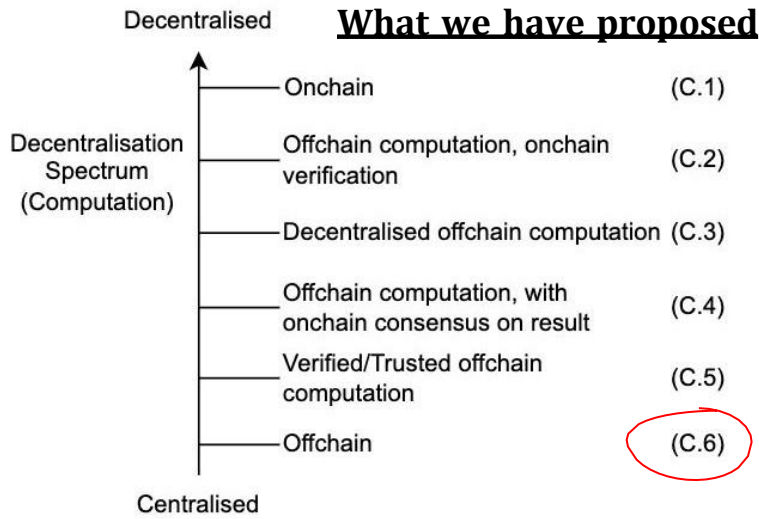 Decentralised
What we have proposed
Onchain
(C.1)
Decentralisation
Spectrum
(Computation)
Offchain computation, onchain
verification
(C.2)
Decentralised offchain computation
(C.3)
Offchain computation, with
onchain consensus on result
(C.4)
Verified/Trusted offchain
computation
(C.5)
Offchain
(C.6)
Centralised